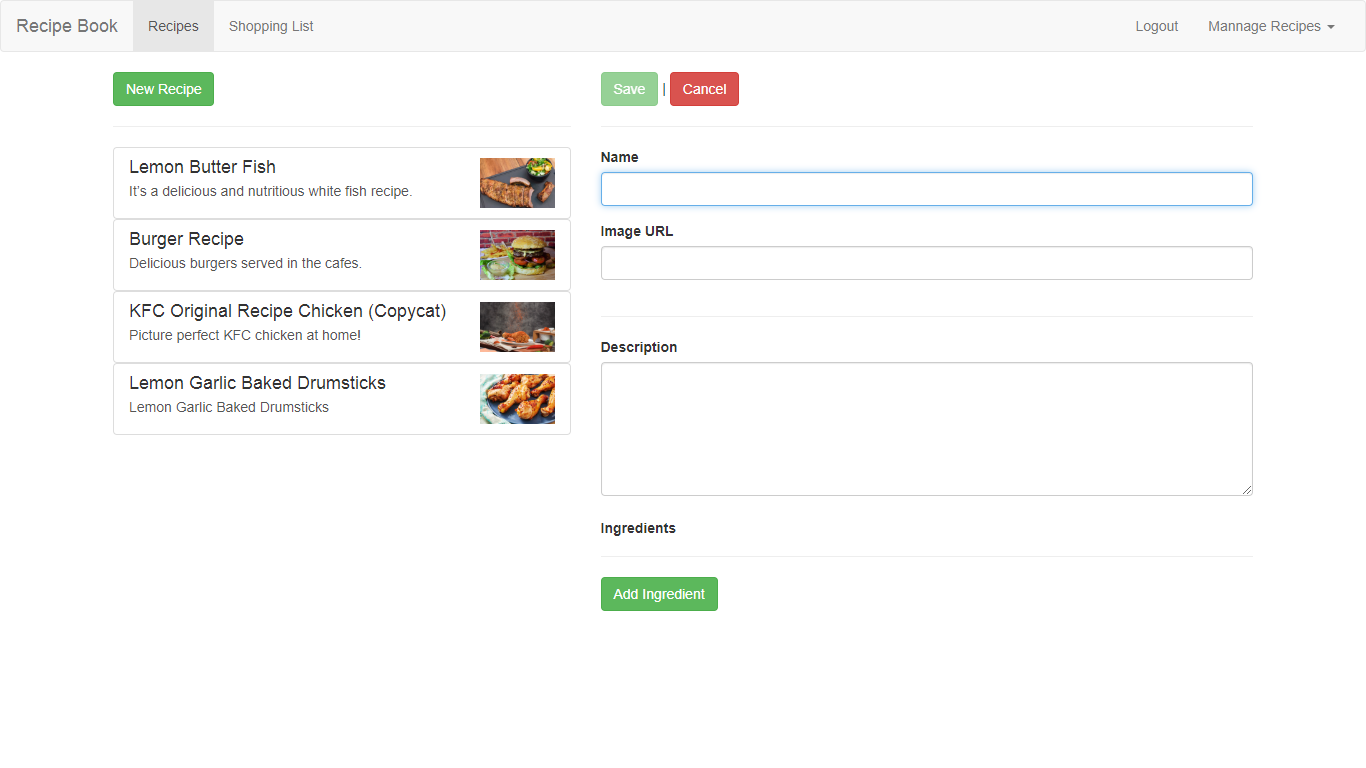 Recipe Book Recipes Shopping List Logout Mannage Recipes
New Recipe
Lemon Butter Fish
It's a delicious and nutritious white fish recipe.
Burger Recipe
Delicious burgers served in the cafes.
KFC Original Recipe Chicken (Copycat)
Picture perfect KFC chicken at home!
Lemon Garlic Baked Drumsticks
Lemon Garlic Baked Drumsticks
Save | Cancel
Name
Image URL
Description
Ingredients
Add Ingredient